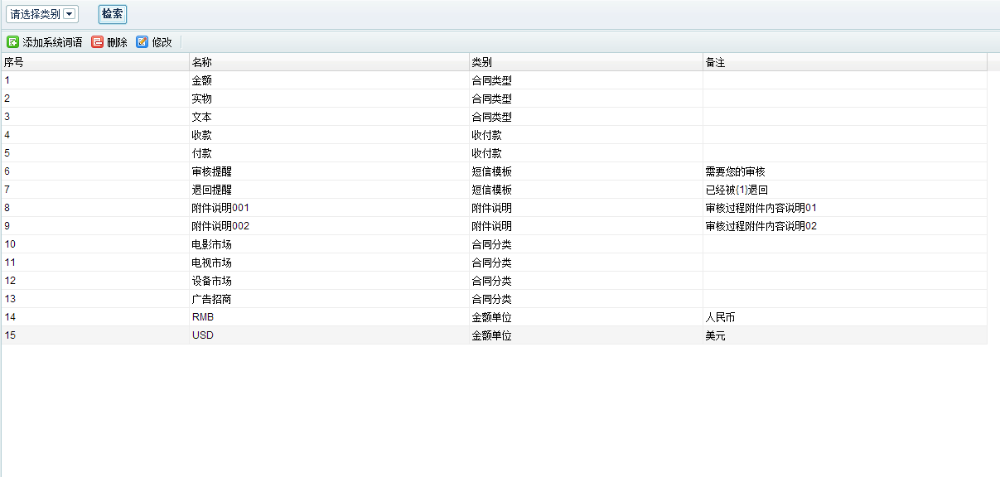 请选择类别 检索
添加系统词语 删除 修改
序号 名称 类别 备注
1 金额 合同类型
2 实物 合同类型
3 文本 合同类型
4 收款 收付款
5 付款 收付款
6 审核提醒 短信模板 需要您的审核
7 退回提醒 短信模板 已经被{1}退回
8 附件说明001 附件说明 审核过程附件内容说明01
9 附件说明002 附件说明 审核过程附件内容说明02
10 电影市场 合同分类
11 电视市场 合同分类
12 设备市场 合同分类
13 广告招商 合同分类
14 RMB 金额单位 人民币
15 USD 金额单位 美元